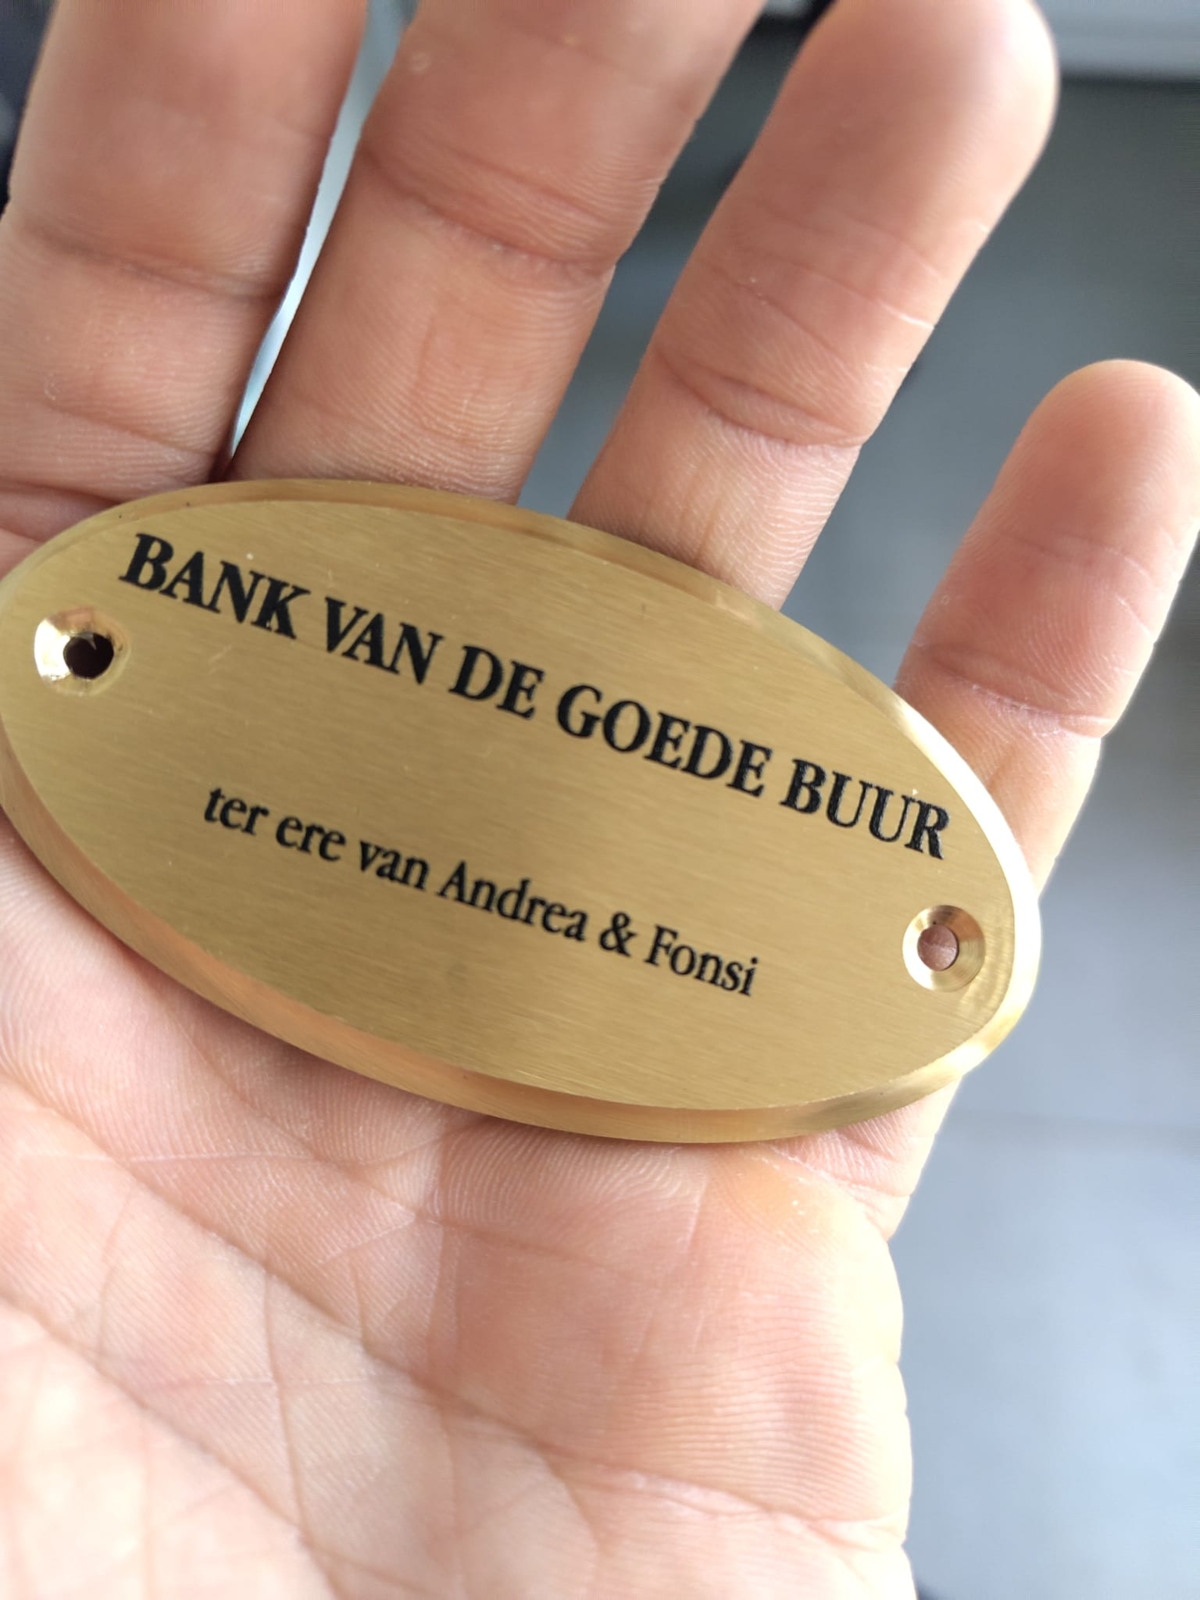 BANK VAN DE GOEDE BUUR
ter ere van Andrea & Fonsi